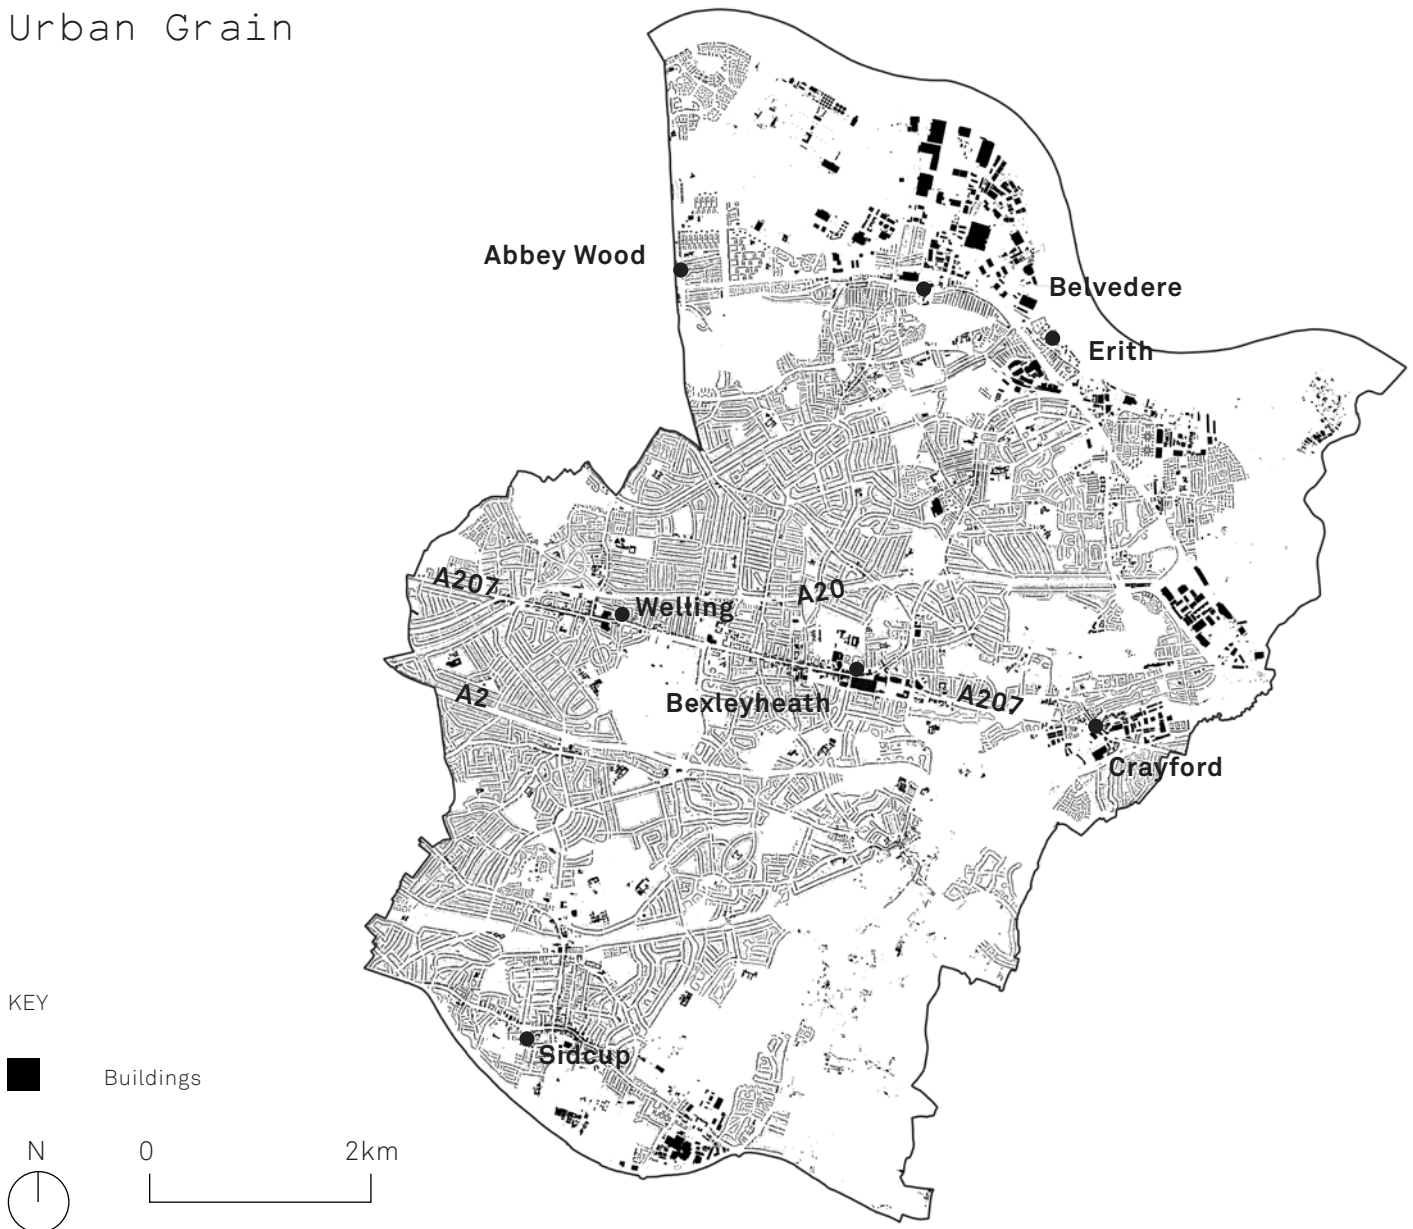 Urban Grain
Abbey Wood
Belvedere
Erith
A207
A20
Welling
A2
Bexleyheath
A207
Crayford
Sidcup
KEY
Buildings
N
0
2km